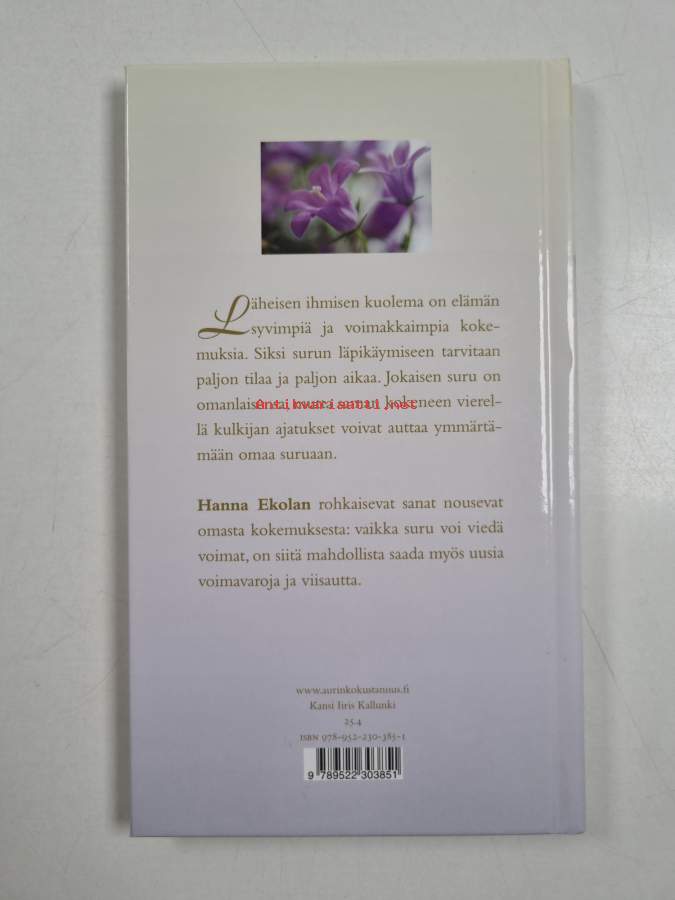 Läheisen ihmisen kuolema on elämän
syvimpiä ja voimakkaimpia koke-
muksia. Siksi surun läpikäymiseen tarvitaan
paljon tilaa ja paljon aikaa. Jokaisen suru on
Antikvariaatti.net
omanlaisensa, mutta saman kokeneen vierel-
lä kulkijan ajatukset voivat auttaa ymmärtä-
mään omaa suruaan.
Hanna Ekolan rohkaisevat sanat nousevat
omasta kokemuksesta: vaikka suru voi viedä
voimat, on siitä mahdollista saada myös uusia
voimavaroja ja viisautta.
www.aurinkokustannus.fi
Kansi Iiris Kallunki
25.4
ISBN 978-952-230-385-1
9 789522 303851